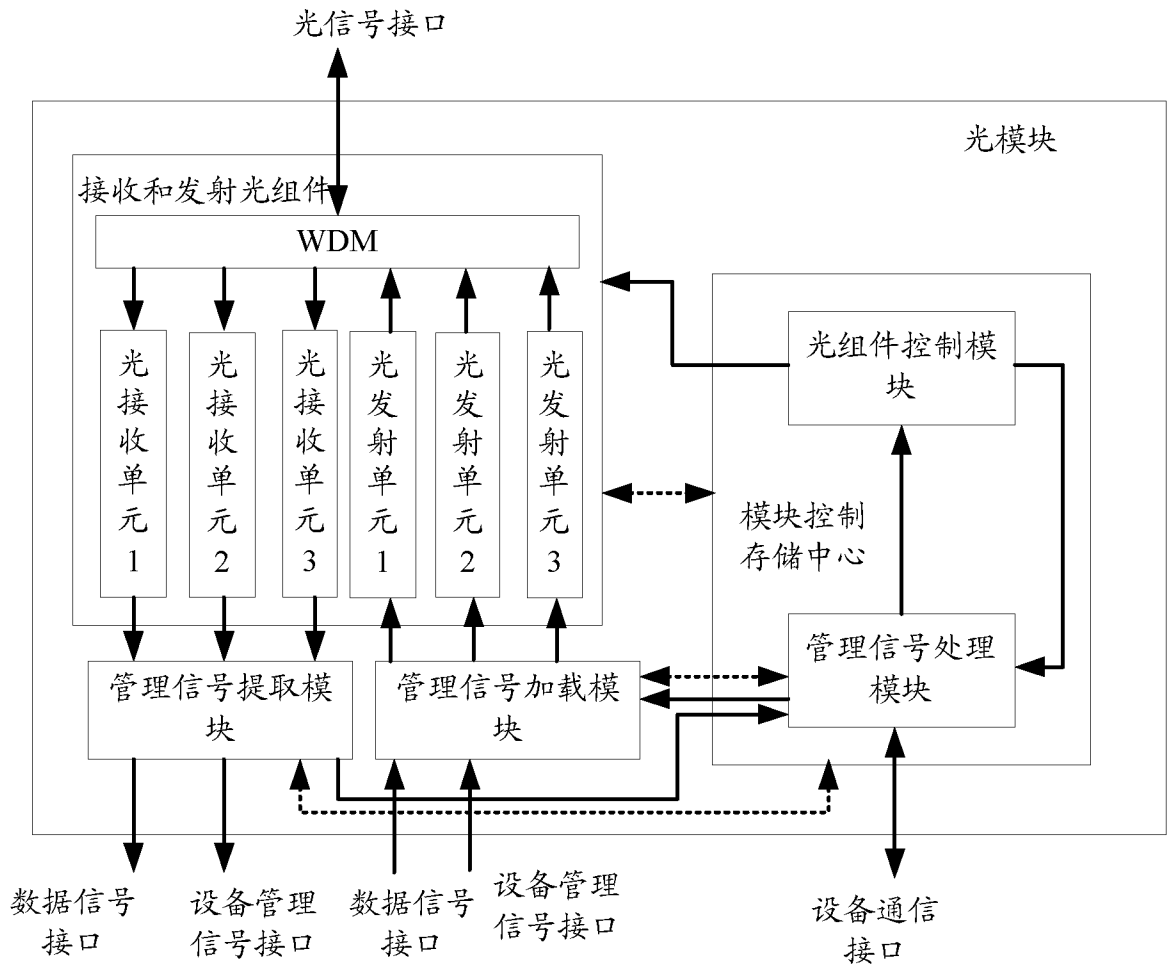 光信号接口
光模块
接收和发射光组件
WDM
光接收单元1
光接收单元2
光接收单元3
光发射单元1
光发射单元2
光发射单元3
光组件控制模
块
模块控制
存储中心
管理信号处理
模块
管理信号提取模
块
管理信号加载模
块
数据信号
接口
设备管理
信号接口
数据信号
接口
设备管理
信号接口
设备通信
接口